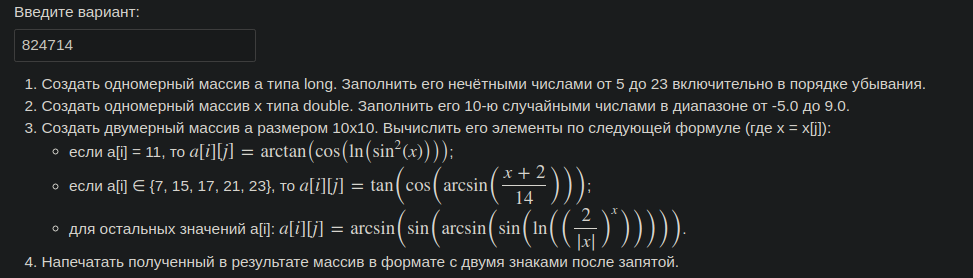 Введите вариант:
824714
1. Создать одномерный массив a типа long. Заполнить его нечётными числами от 5 до 23 включительно в порядке убывания.
2. Создать одномерный массив x типа double. Заполнить его 10-ю случайными числами в диапазоне от -5.0 до 9.0.
3. Создать двумерный массив a размером 10x10. Вычислить его элементы по следующей формуле (где x = x[j]):
◦ если a[i] = 11, то a[i][j] = arctan(cos(ln(sin²(x))));
◦ если a[i] ∈ {7, 15, 17, 21, 23}, то a[i][j] = tan(cos(arcsin((x + 2)/14)));
◦ для остальных значений a[i]: a[i][j] = arcsin(sin(arcsin(sin(ln((2/|x|)^x))))).
4. Напечатать полученный в результате массив в формате с двумя знаками после запятой.